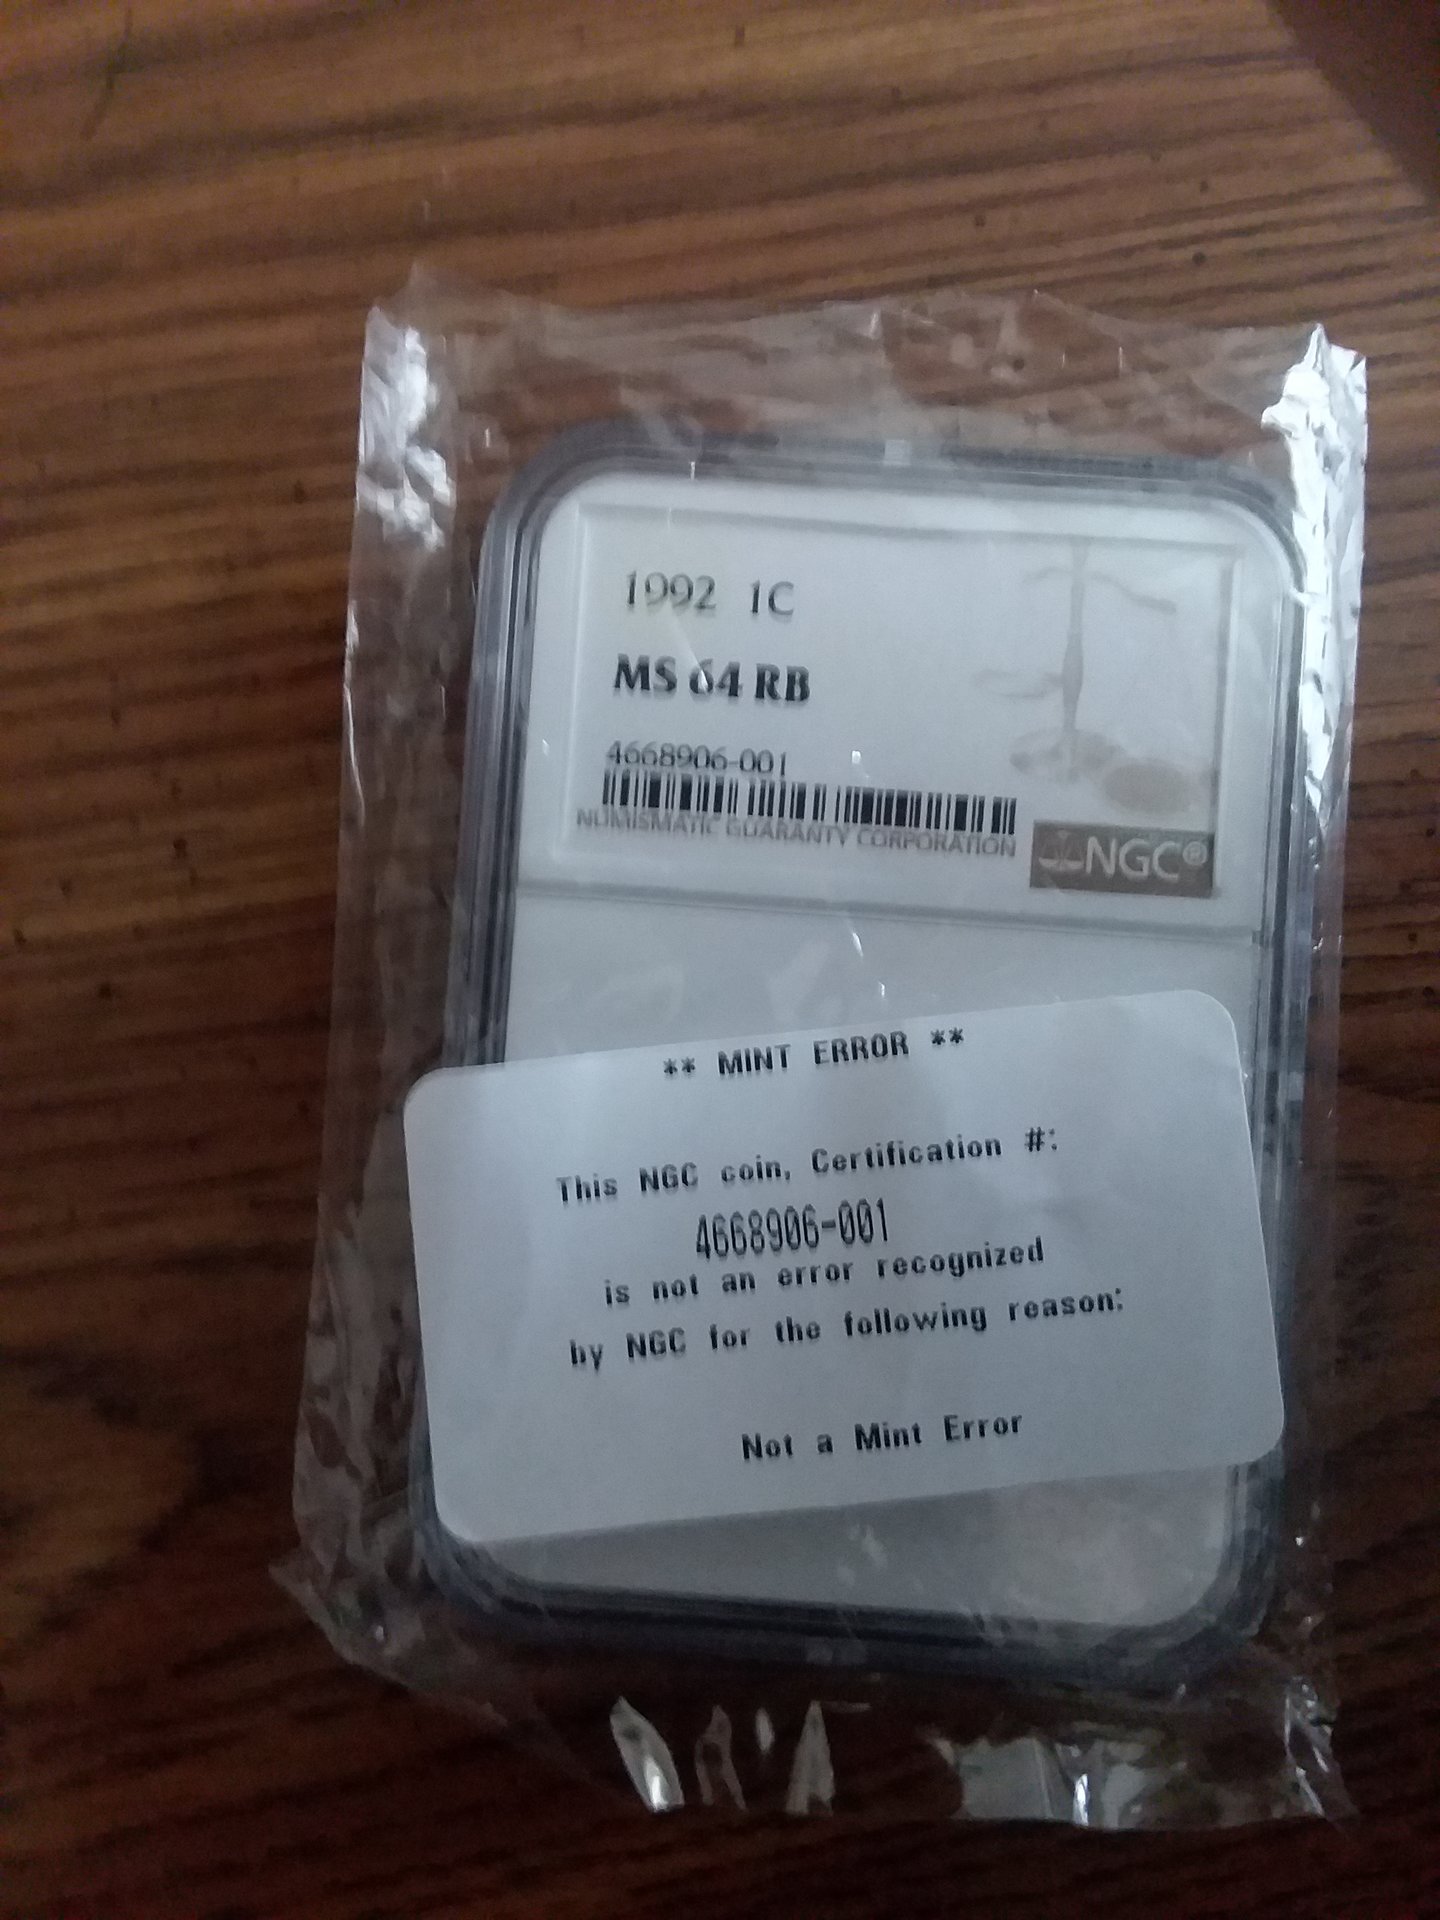 1992 1C
MS 64 RB
4668906-001
NUMISMATIC GUARANTY CORPORATION
NGC®
** MINT ERROR **
This NGC coin, Certification #:
4668906-001
is not an error recognized
by NGC for the following reason:
Not a Mint Error